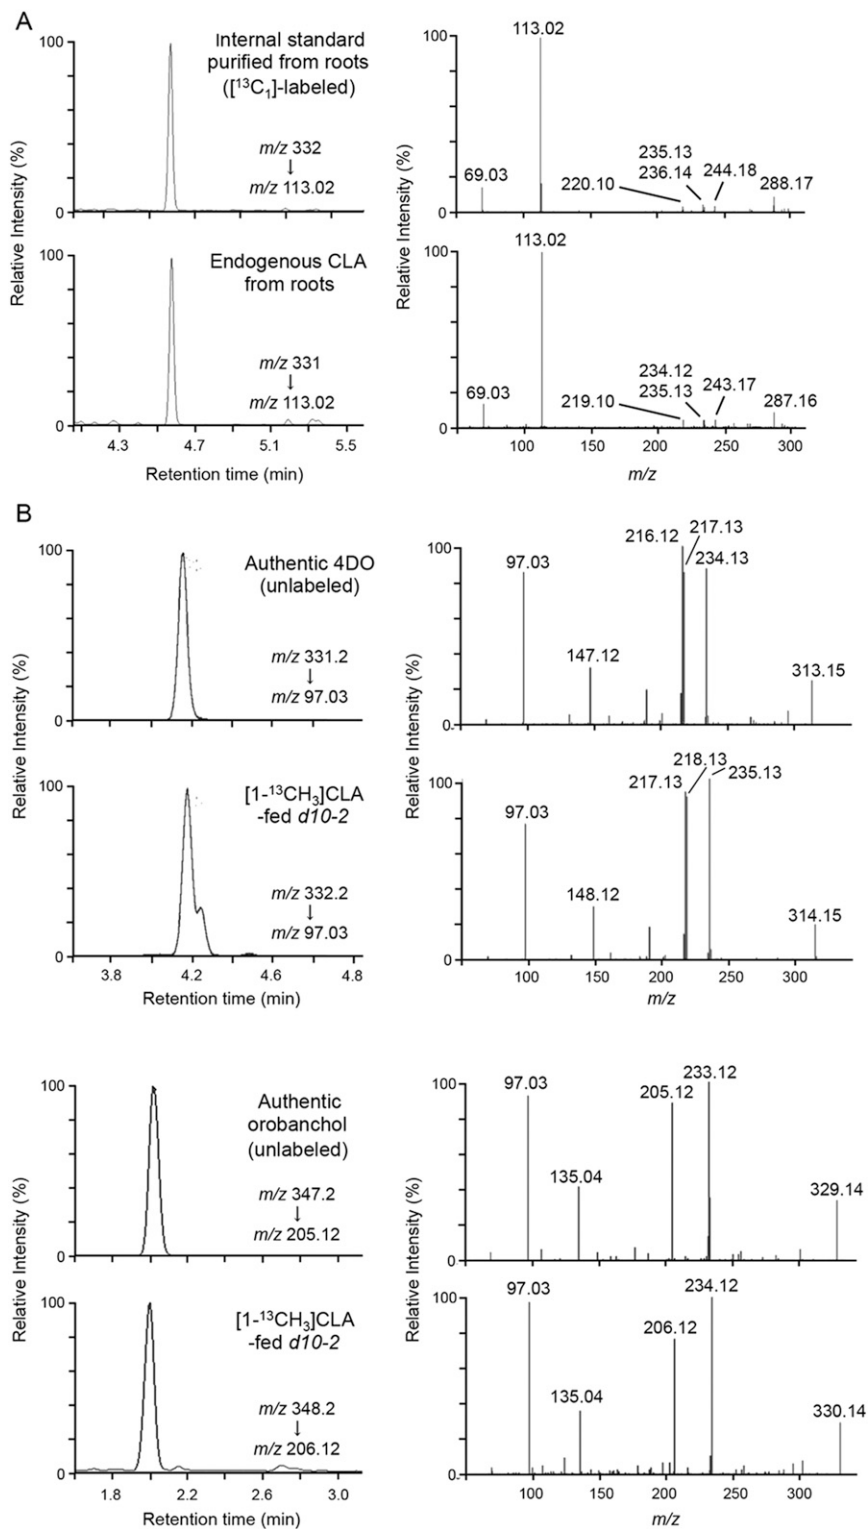 A
Relative Intensity (%)
100
0
Internal standard
purified from roots
([¹³C₁]-labeled)
m/z 332
↓
m/z 113.02
100
0
113.02
69.03
220.10
235.13
236.14
244.18
288.17
100
0
Endogenous CLA
from roots
m/z 331
↓
m/z 113.02
4.3 4.7 5.1 5.5
Retention time (min)
Relative Intensity (%)
100
0
113.02
69.03
219.10
234.12
235.13
243.17
287.16
100 150 200 250 300
m/z
B
Relative Intensity (%)
100
0
Authentic 4DO
(unlabeled)
m/z 331.2
↓
m/z 97.03
Relative Intensity (%)
100
0
97.03
147.12
216.12
217.13
234.13
313.15
100
0
[1-¹³CH₃]CLA
-fed d10-2
m/z 332.2
↓
m/z 97.03
3.8 4.2 4.6 4.8
Retention time (min)
100
0
97.03
148.12
217.13
218.13
235.13
314.15
100 150 200 250 300
m/z
Relative Intensity (%)
100
0
Authentic
orobanchol
(unlabeled)
m/z 347.2
↓
m/z 205.12
Relative Intensity (%)
100
0
97.03
135.04
205.12
233.12
329.14
100
0
[1-¹³CH₃]CLA
-fed d10-2
m/z 348.2
↓
m/z 206.12
1.8 2.2 2.6 3.0
Retention time (min)
100
0
97.03
135.04
206.12
234.12
330.14
100 150 200 250 300
m/z